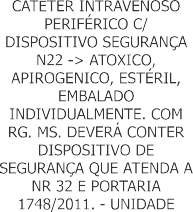 CATETER INTRAVENOSO
PERIFÉRICO C/
DISPOSITIVO SEGURANÇA
N22 -> ATOXICO,
APIROGENICO, ESTÉRIL,
EMBALADO
INDIVIDUALMENTE. COM
RG. MS. DEVERÁ CONTER
DISPOSITIVO DE
SEGURANÇA QUE ATENDA A
NR 32 E PORTARIA
1748/2011. - UNIDADE